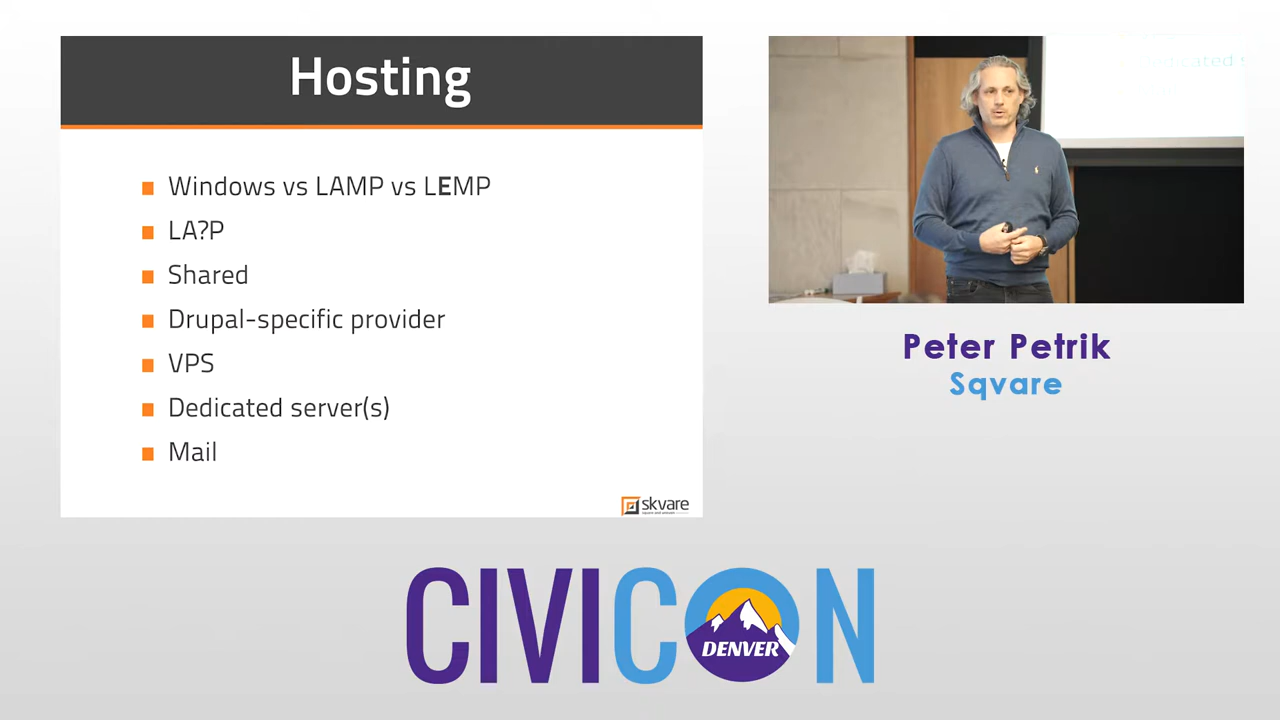 Hosting
Windows vs LAMP vs LEMP
LA?P
Shared
Drupal-specific provider
VPS
Dedicated server(s)
Mail
skvare
Peter Petrik
Sqvare
CIVICON
DENVER